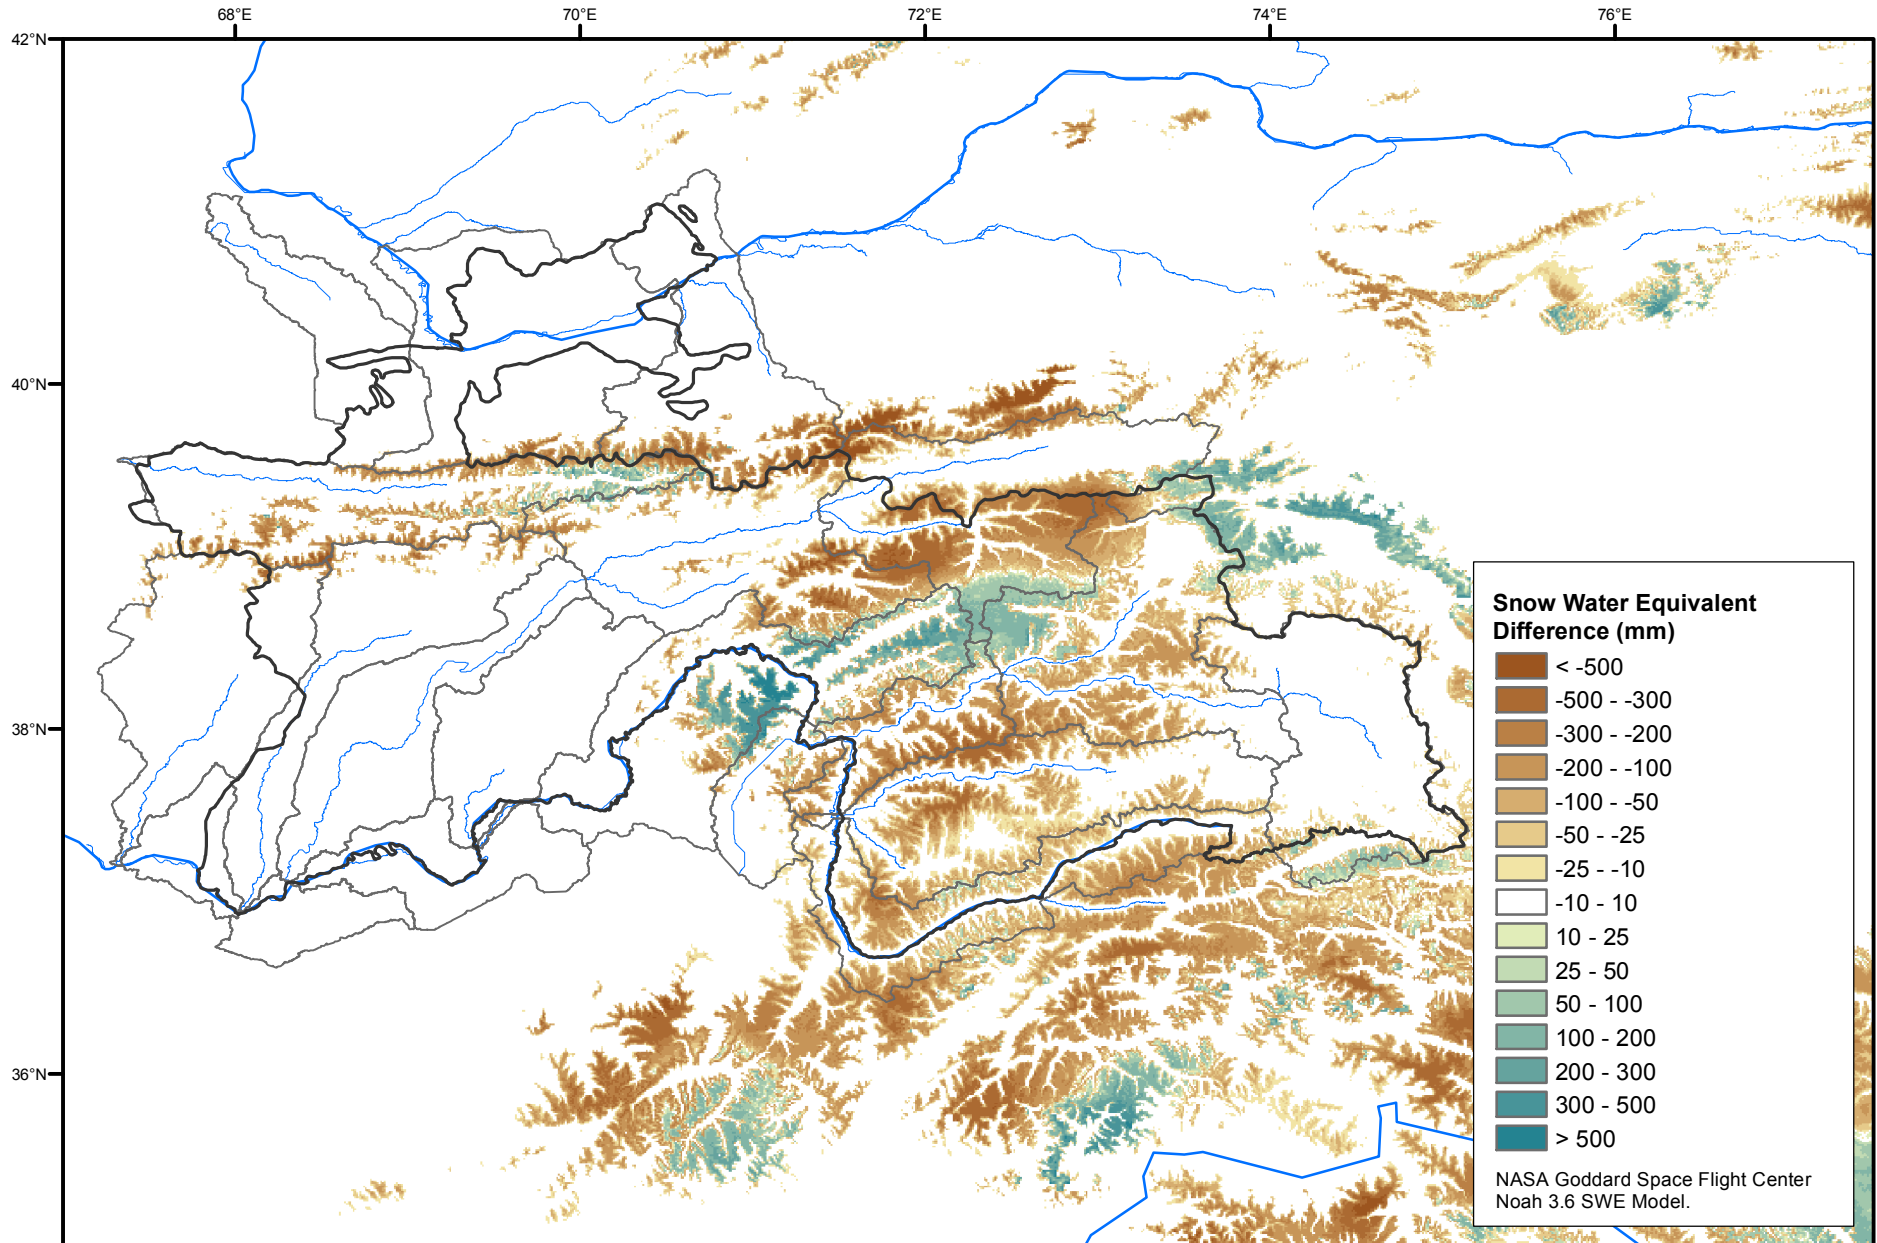 68°E 70°E 72°E 74°E 76°E
42°N
40°N
38°N
36°N
Snow Water Equivalent
Difference (mm)
< -500
-500 - -300
-300 - -200
-200 - -100
-100 - -50
-50 - -25
-25 - -10
-10 - 10
10 - 25
25 - 50
50 - 100
100 - 200
200 - 300
300 - 500
> 500
NASA Goddard Space Flight Center
Noah 3.6 SWE Model.